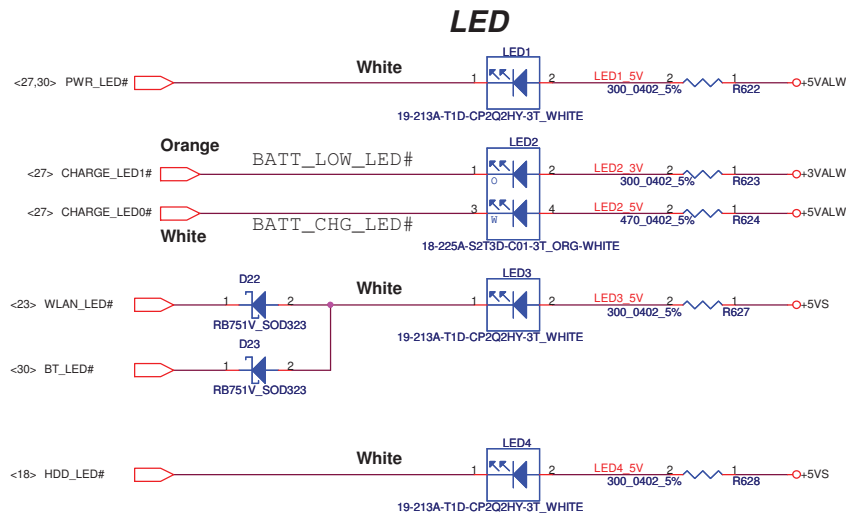 LED
LED1
White
<27,30> PWR_LED# 1 2 LED1_5V 2 1 +5VALW
300_0402_5% R622
19-213A-T1D-CP2Q2HY-3T_WHITE
LED2
Orange
BATT_LOW_LED#
<27> CHARGE_LED1# 1 2 LED2_3V 2 1 +3VALW
O 300_0402_5% R623
<27> CHARGE_LED0# 3 4 LED2_5V 2 1 +5VALW
W 470_0402_5% R624
BATT_CHG_LED#
White
18-225A-S2T3D-C01-3T_ORG-WHITE
D22 LED3
White
<23> WLAN_LED# 1 2 1 2 LED3_5V 2 1 +5VS
300_0402_5% R627
RB751V_SOD323
19-213A-T1D-CP2Q2HY-3T_WHITE
D23
<30> BT_LED# 1 2
RB751V_SOD323
LED4
White
<18> HDD_LED# 1 2 LED4_5V 2 1 +5VS
300_0402_5% R628
19-213A-T1D-CP2Q2HY-3T_WHITE